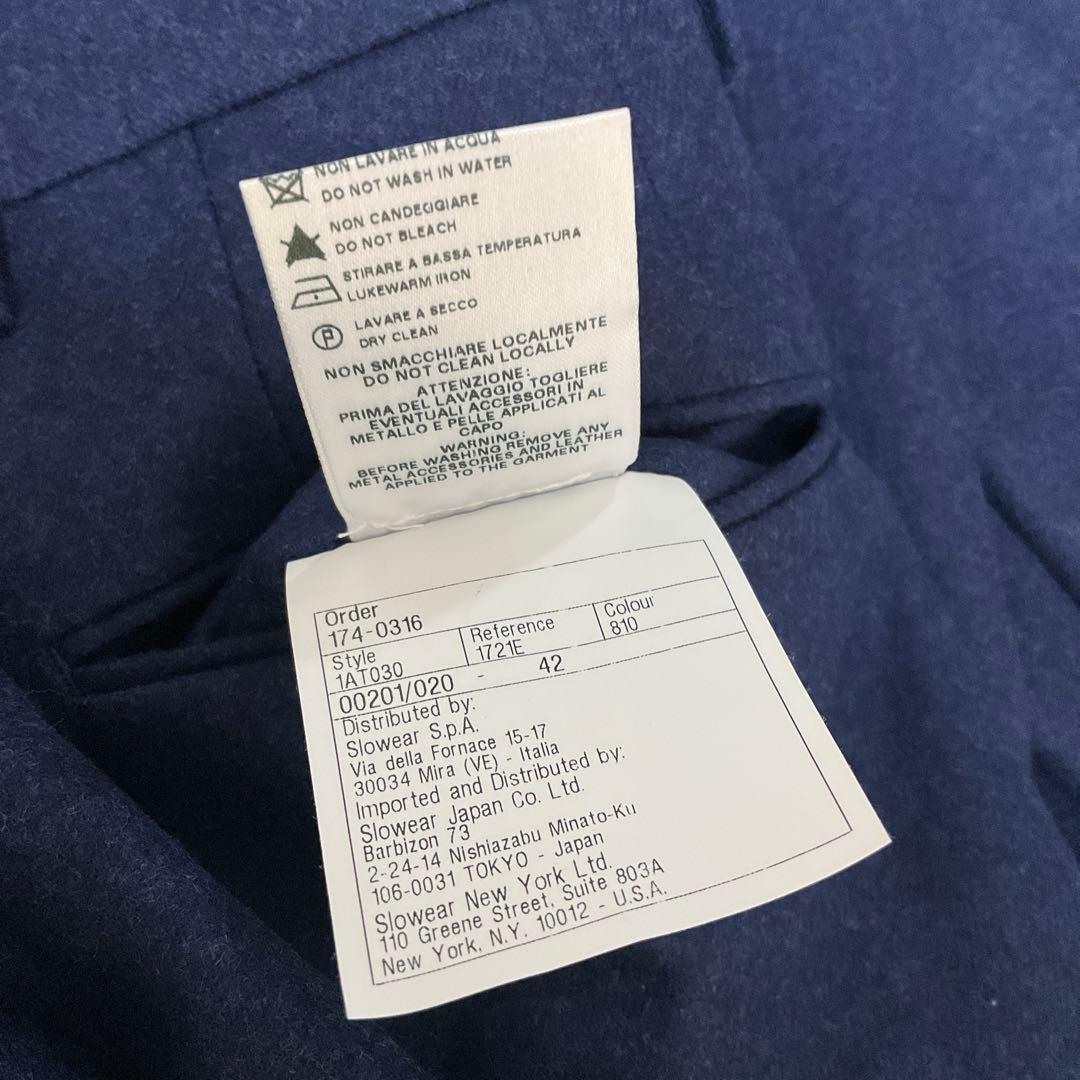 NON LAVARE IN ACQUA
DO NOT WASH IN WATER
NON CANDEGGIARE
DO NOT BLEACH
STIRARE A BASSA TEMPERATURA
LUKEWARM IRON
P
LAVARE A SECCO
DRY CLEAN
NON SMACCHIARE LOCALMENTE
DO NOT CLEAN LOCALLY
ATTENZIONE:
PRIMA DEL LAVAGGIO TOGLIERE
EVENTUALI ACCESSORI IN
METALLO E PELLE APPLICATI AL
CAPO
WARNING:
BEFORE WASHING REMOVE ANY
METAL ACCESSORIES AND LEATHER
APPLIED TO THE GARMENT
Order
174-0316
Style
1AT030
Reference
1721E
Colour
810
00201/020 - 42
Distributed by:
Slowear S.p.A.
Via della Fornace 15-17
30034 Mira (VE) - Italia
Imported and Distributed by:
Slowear Japan Co. Ltd.
Barbizon 73
2-24-14 Nishiazabu Minato-Ku
106-0031 TOKYO - Japan
Slowear New York Ltd.
110 Greene Street, Suite 803A
New York, N.Y. 10012 - U.S.A.